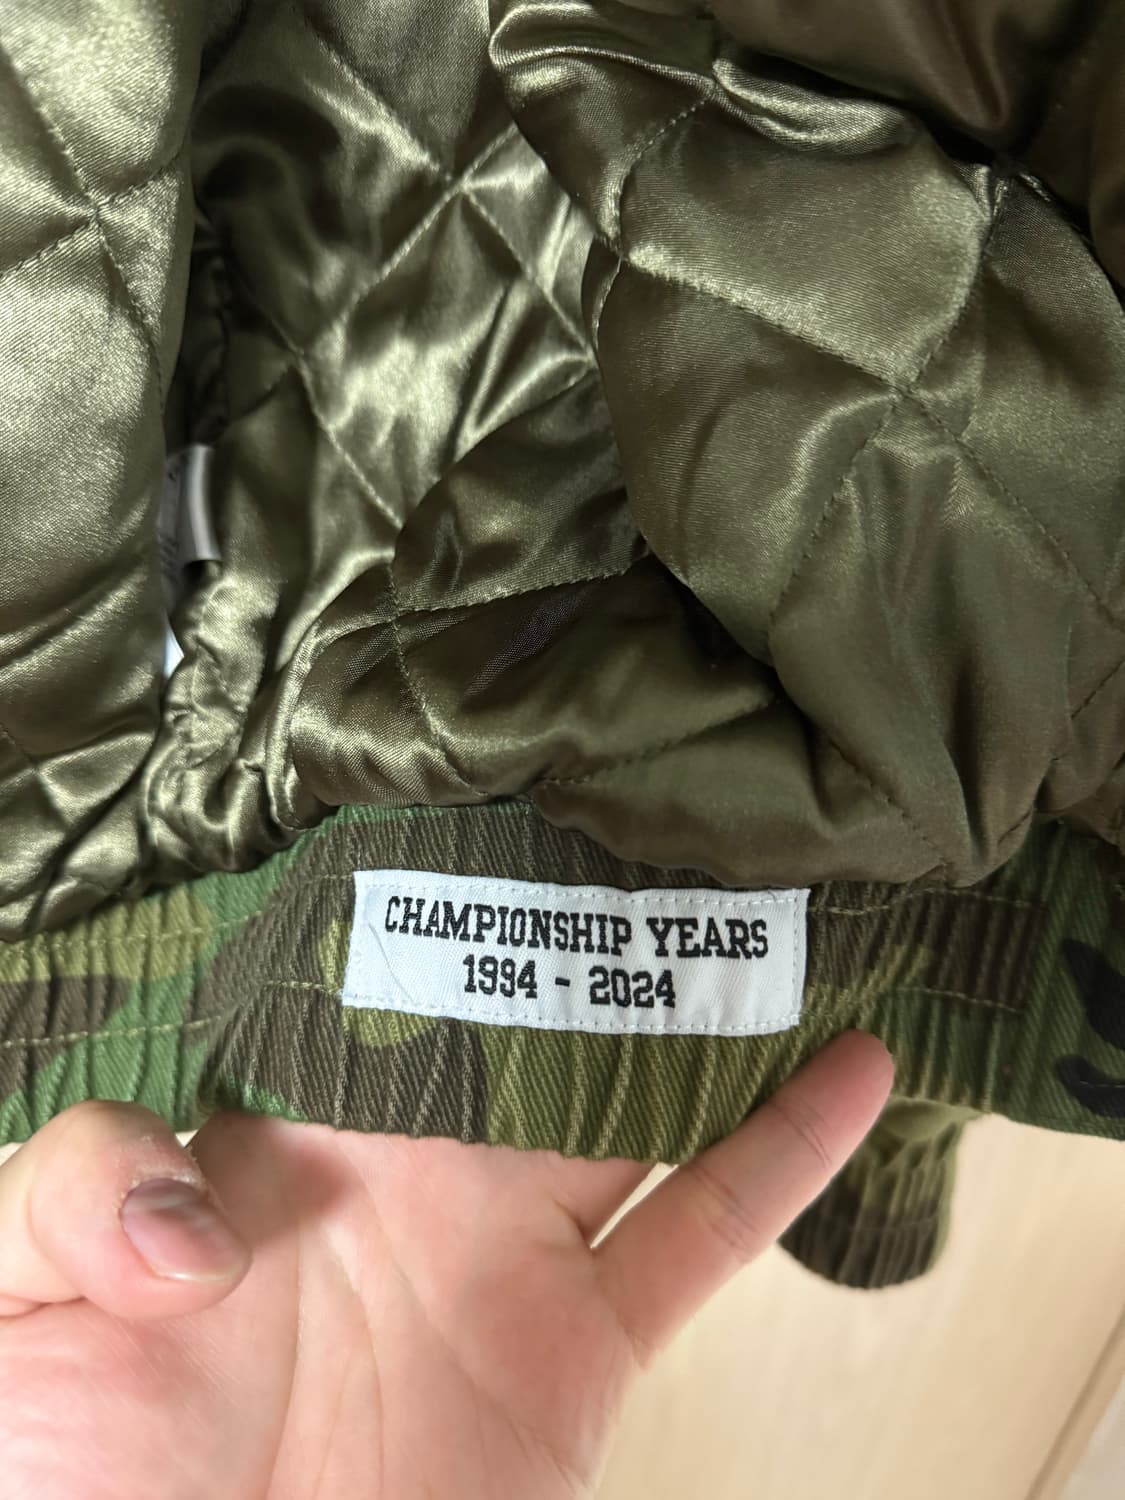 CHAMPIONSHIP YEARS
1994 - 2024